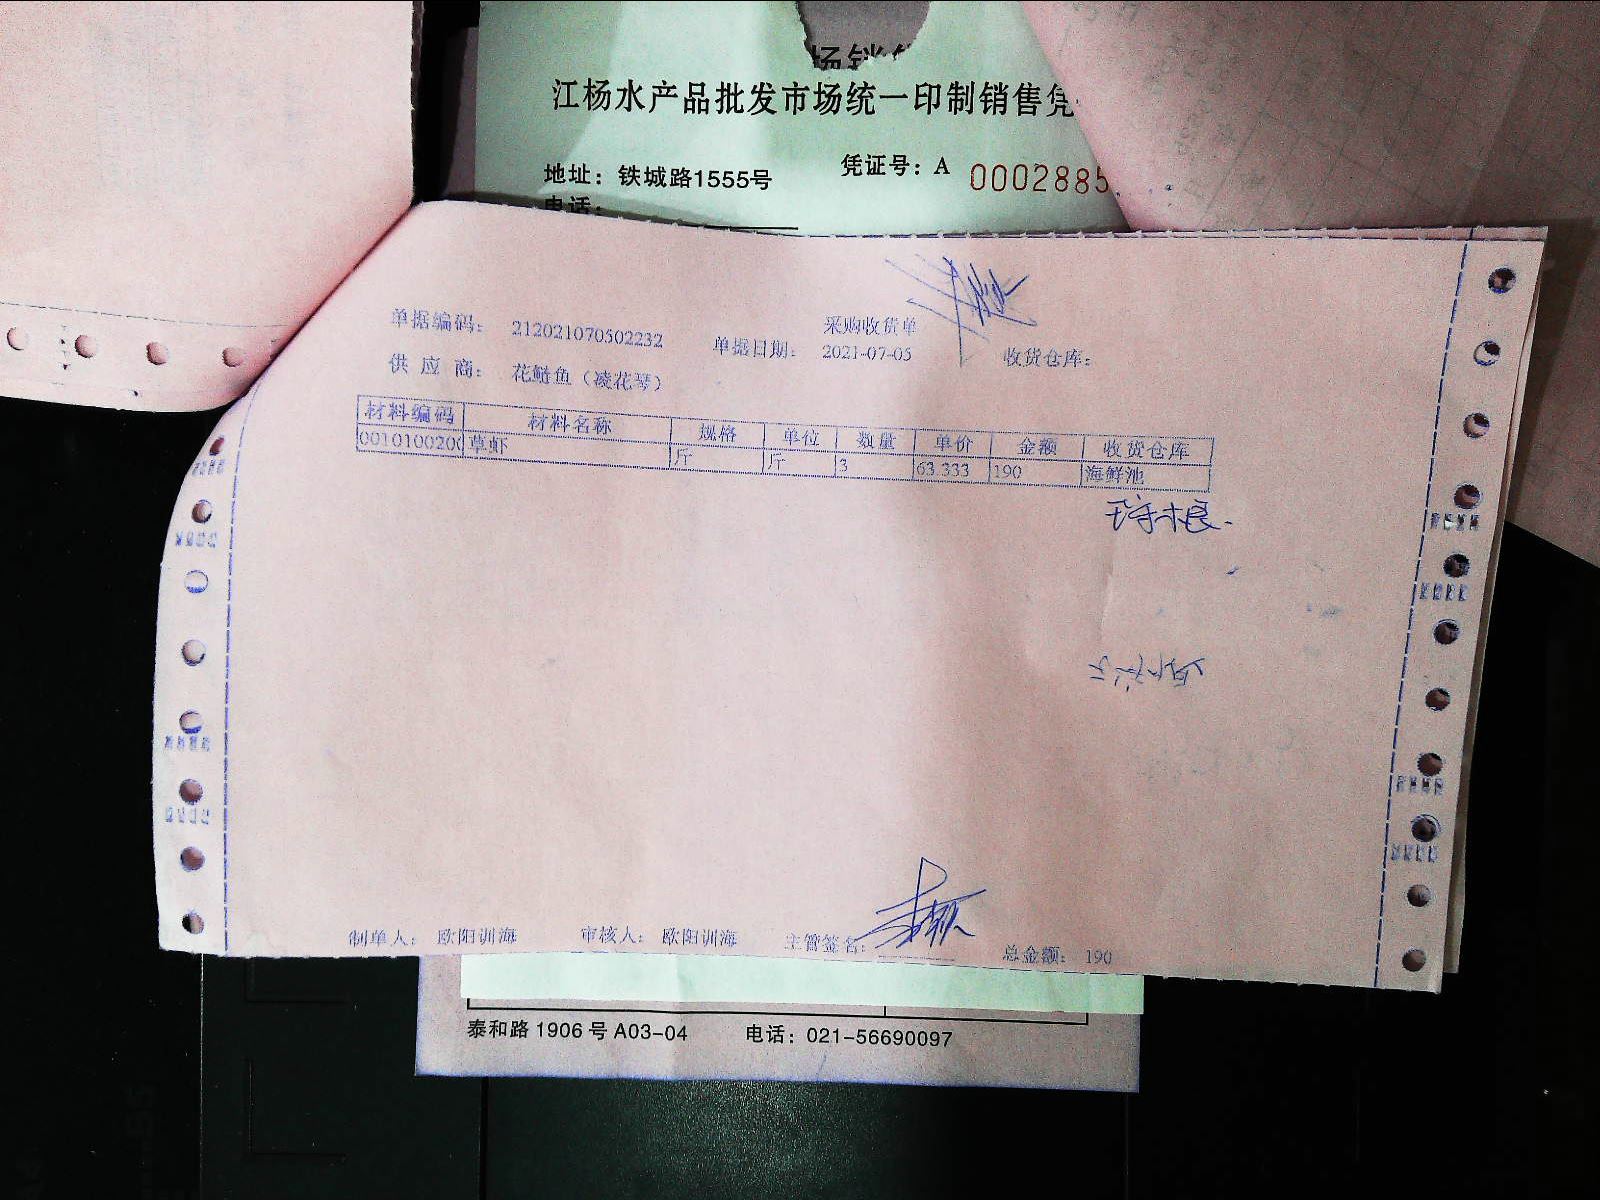 江杨水产品批发市场统一印制销售凭
地址：铁城路1555号
凭证号：A 0002885
电话：
采购收货单
单据编码： 212021070502232 单据日期： 2021-07-05 收货仓库：
供 应 商： 花鲢鱼（凌花琴）
材料编码 材料名称 规格 单位 数量 单价 金额 收货仓库
0010100200 草虾 斤 斤 3 63.333 190 海鲜池
制单人： 欧阳训海 审核人： 欧阳训海 主管签名： 总金额： 190
泰和路 1906 号 A03-04 电话：021-56690097